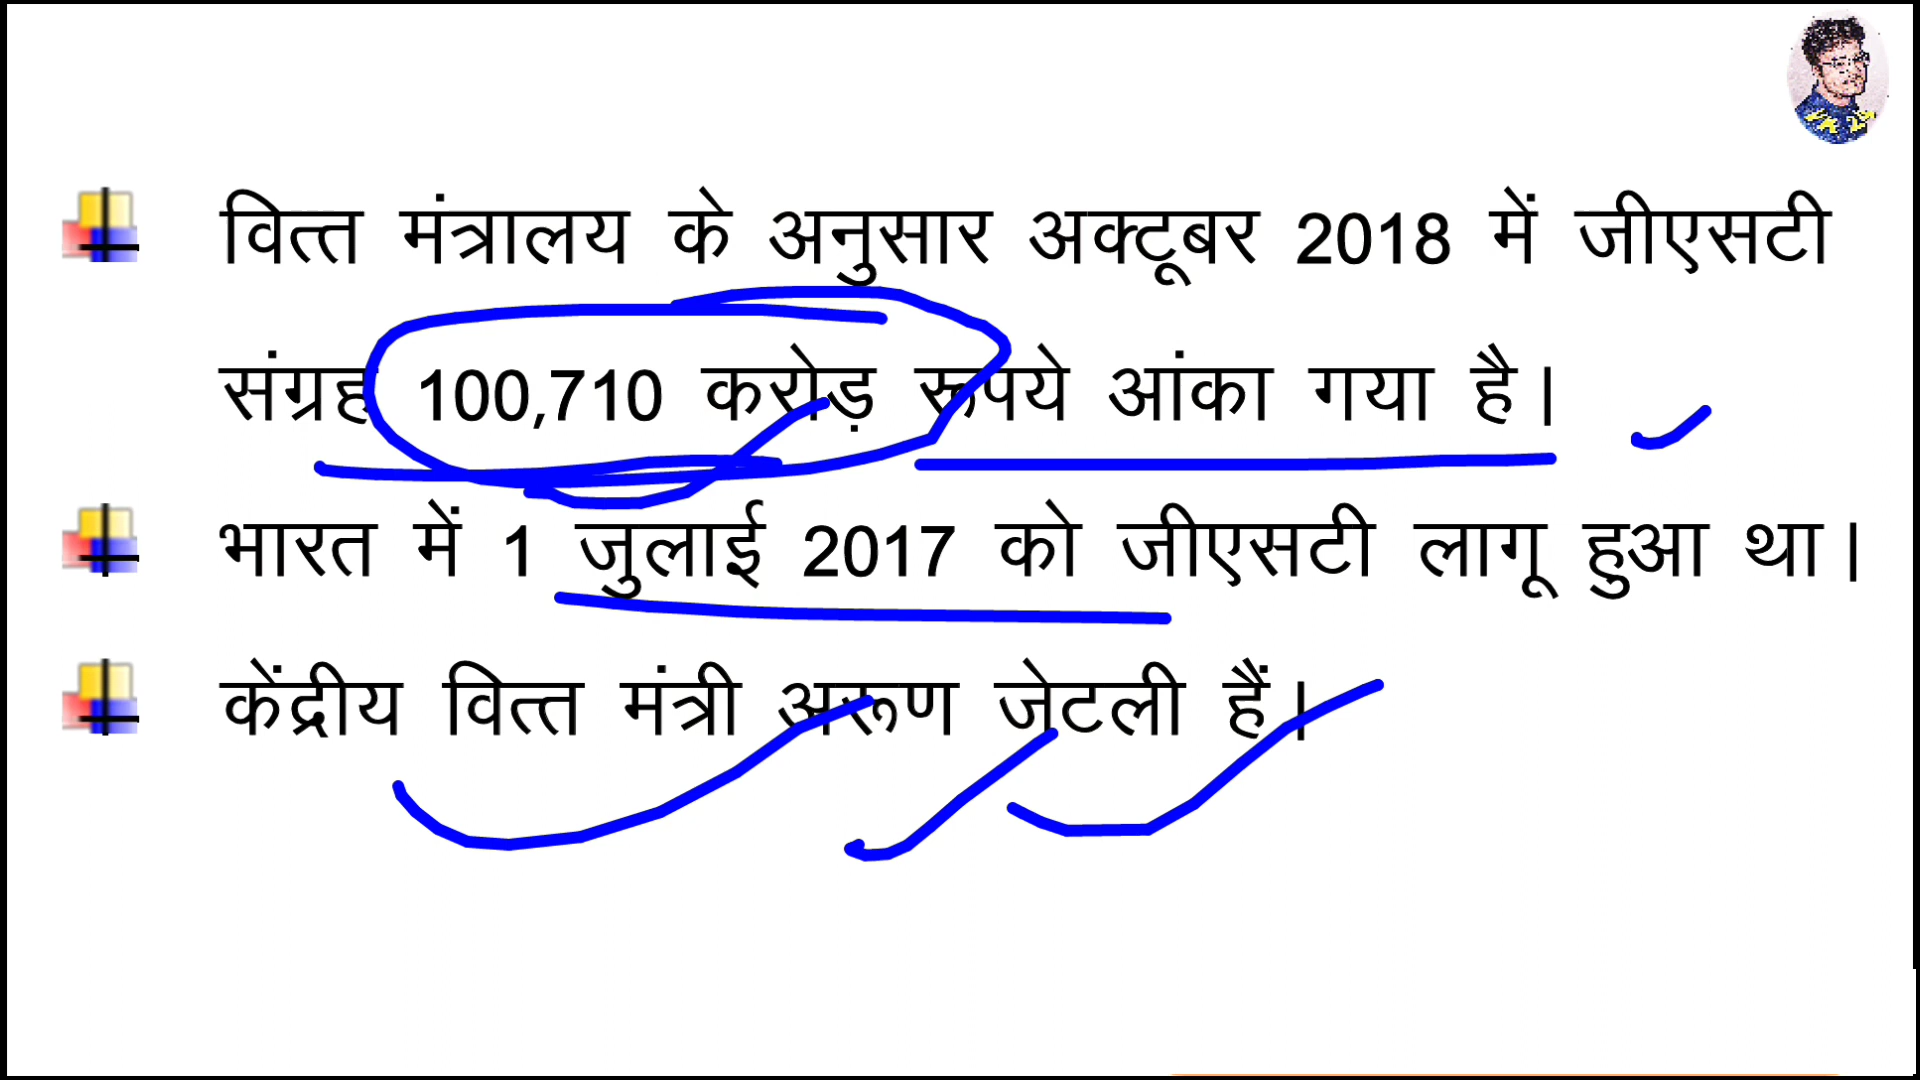 वित्त मंत्रालय के अनुसार अक्टूबर 2018 में जीएसटी
संग्रह 100,710 करोड़ रूपये आंका गया है।
भारत में 1 जुलाई 2017 को जीएसटी लागू हुआ था।
केंद्रीय वित्त मंत्री अरूण जेटली हैं।